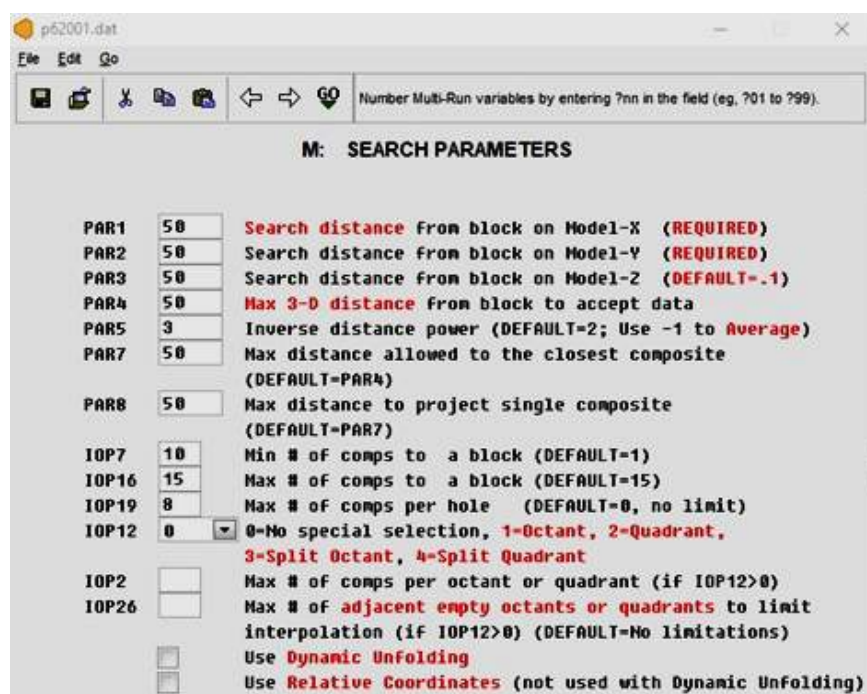 p62001.dat
File Edit Go
GO Number Multi-Run variables by entering ?nn in the field (eg, ?01 to ?99).
M: SEARCH PARAMETERS
PAR1 50 Search distance from block on Model-X (REQUIRED)
PAR2 50 Search distance from block on Model-Y (REQUIRED)
PAR3 50 Search distance from block on Model-Z (DEFAULT=.1)
PAR4 50 Max 3-D distance from block to accept data
PAR5 3 Inverse distance power (DEFAULT=2; Use -1 to Average)
PAR7 50 Max distance allowed to the closest composite
(DEFAULT=PAR4)
PAR8 50 Max distance to project single composite
(DEFAULT=PAR7)
IOP7 10 Min # of comps to a block (DEFAULT=1)
IOP16 15 Max # of comps to a block (DEFAULT=15)
IOP19 8 Max # of comps per hole (DEFAULT=0, no limit)
IOP12 0 0=No special selection, 1=Octant, 2=Quadrant,
3=Split Octant, 4=Split Quadrant
IOP2 Max # of comps per octant or quadrant (if IOP12>0)
IOP26 Max # of adjacent empty octants or quadrants to limit
interpolation (if IOP12>0) (DEFAULT=No limitations)
Use Dynamic Unfolding
Use Relative Coordinates (not used with Dynamic Unfolding)